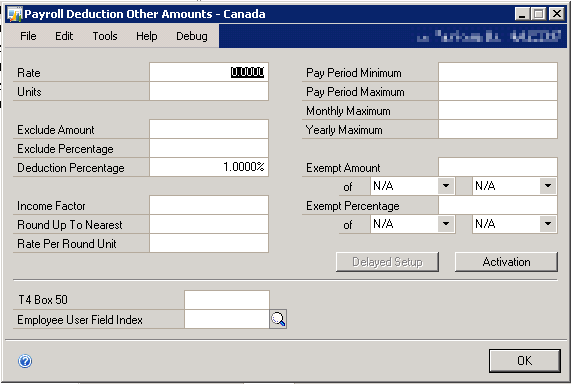 Payroll Deduction Other Amounts - Canada
File Edit Tools Help Debug
Rate 0.0000
Units
Exclude Amount
Exclude Percentage
Deduction Percentage 1.0000%
Income Factor
Round Up To Nearest
Rate Per Round Unit
Pay Period Minimum
Pay Period Maximum
Monthly Maximum
Yearly Maximum
Exempt Amount
of N/A N/A
Exempt Percentage
of N/A N/A
Delayed Setup Activation
T4 Box 50
Employee User Field Index
OK